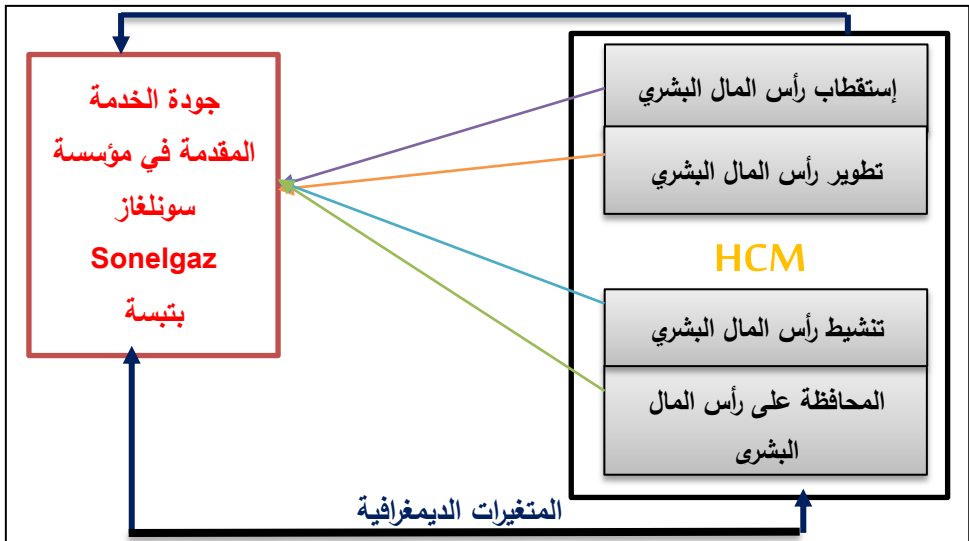 إستقطاب رأس المال البشري
تطوير رأس المال البشري
HCM
تنشيط رأس المال البشري
المحافظة على رأس المال
البشرى
جودة الخدمة
المقدمة في مؤسسة
سونلغاز
Sonelgaz
بتبسة
المتغيرات الديمغرافية